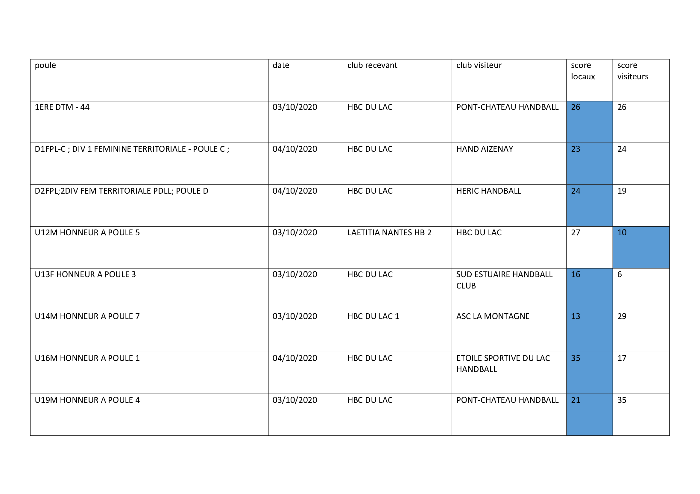 poule date club recevant club visiteur score locaux score visiteurs
1ERE DTM - 44 03/10/2020 HBC DU LAC PONT-CHATEAU HANDBALL 26 26
D1FPL-C ; DIV 1 FEMININE TERRITORIALE - POULE C ; 04/10/2020 HBC DU LAC HAND AIZENAY 23 24
D2FPL;2DIV FEM TERRITORIALE PDLL; POULE D 04/10/2020 HBC DU LAC HERIC HANDBALL 24 19
U12M HONNEUR A POULE 5 03/10/2020 LAETITIA NANTES HB 2 HBC DU LAC 27 10
U13F HONNEUR A POULE 3 03/10/2020 HBC DU LAC SUD ESTUAIRE HANDBALL CLUB 16 6
U14M HONNEUR A POULE 7 03/10/2020 HBC DU LAC 1 ASC LA MONTAGNE 13 29
U16M HONNEUR A POULE 1 04/10/2020 HBC DU LAC ETOILE SPORTIVE DU LAC HANDBALL 35 17
U19M HONNEUR A POULE 4 03/10/2020 HBC DU LAC PONT-CHATEAU HANDBALL 21 35